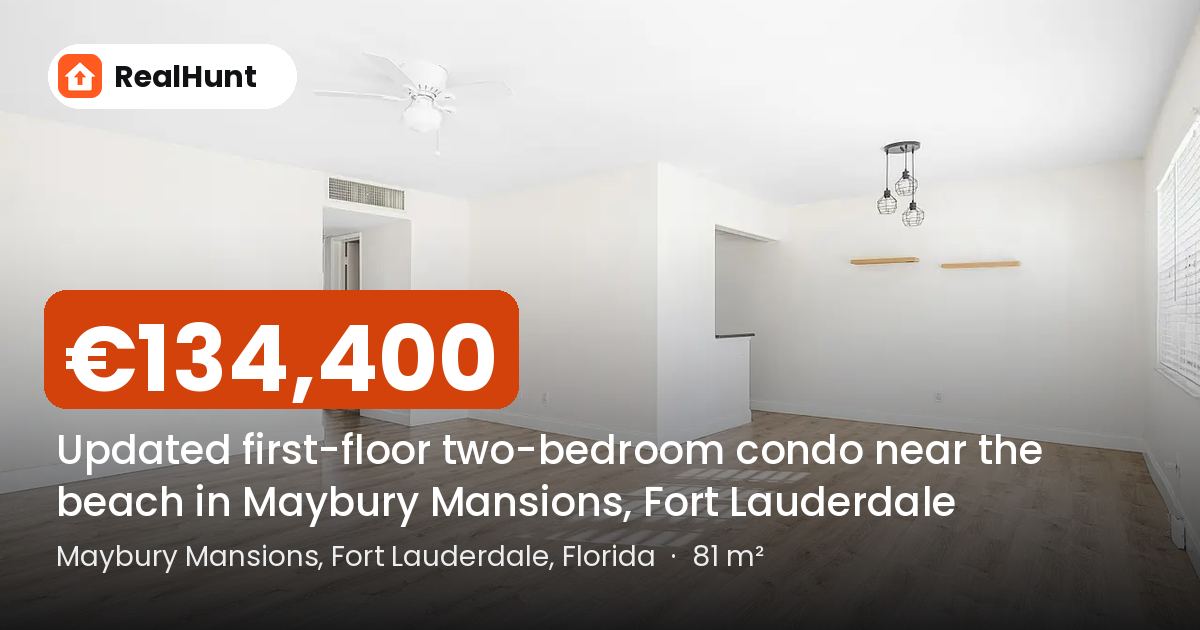 RealHunt
€134,400
Updated first-floor two-bedroom condo near the
beach in Maybury Mansions, Fort Lauderdale
Maybury Mansions, Fort Lauderdale, Florida · 81 m²